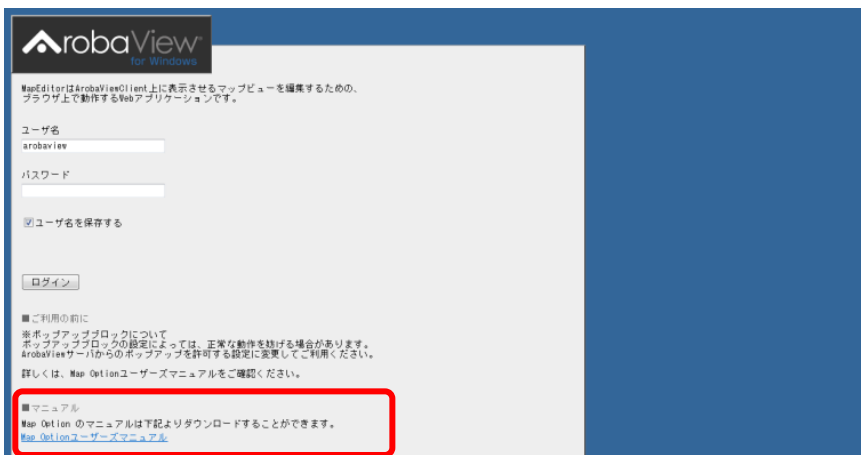 ArobaView
for Windows
MapEditorはArobaViewClient上に表示させるマップビューを編集するための、
ブラウザ上で動作するWebアプリケーションです。
ユーザ名
arobaview
パスワード
ユーザ名を保存する
ログイン
■ご利用の前に
※ポップアップブロックについて
ポップアップブロックの設定によっては、正常な動作を妨げる場合があります。
ArobaViewサーバからのポップアップを許可する設定に変更してご利用ください。
詳しくは、Map Optionユーザーズマニュアルをご確認ください。
■マニュアル
Map Option のマニュアルは下記よりダウンロードすることができます。
Map Optionユーザーズマニュアル